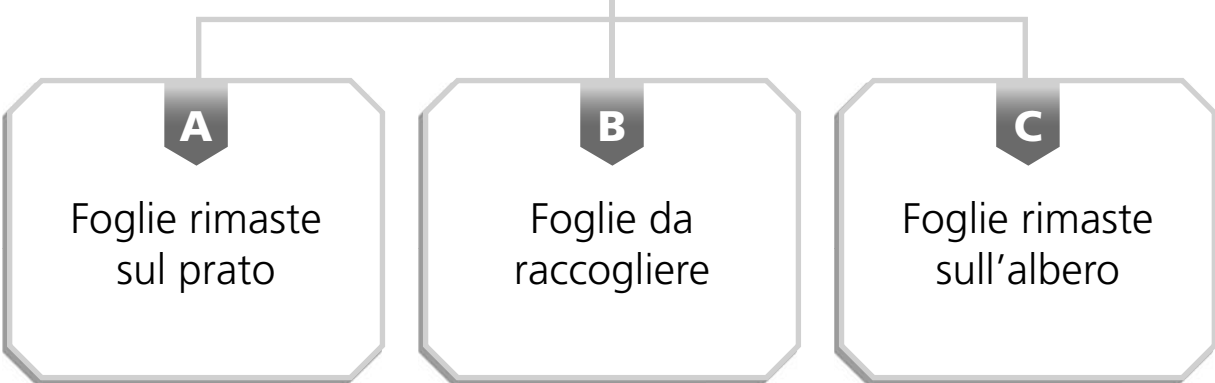 A
Foglie rimaste
sul prato
B
Foglie da
raccogliere
C
Foglie rimaste
sull’albero